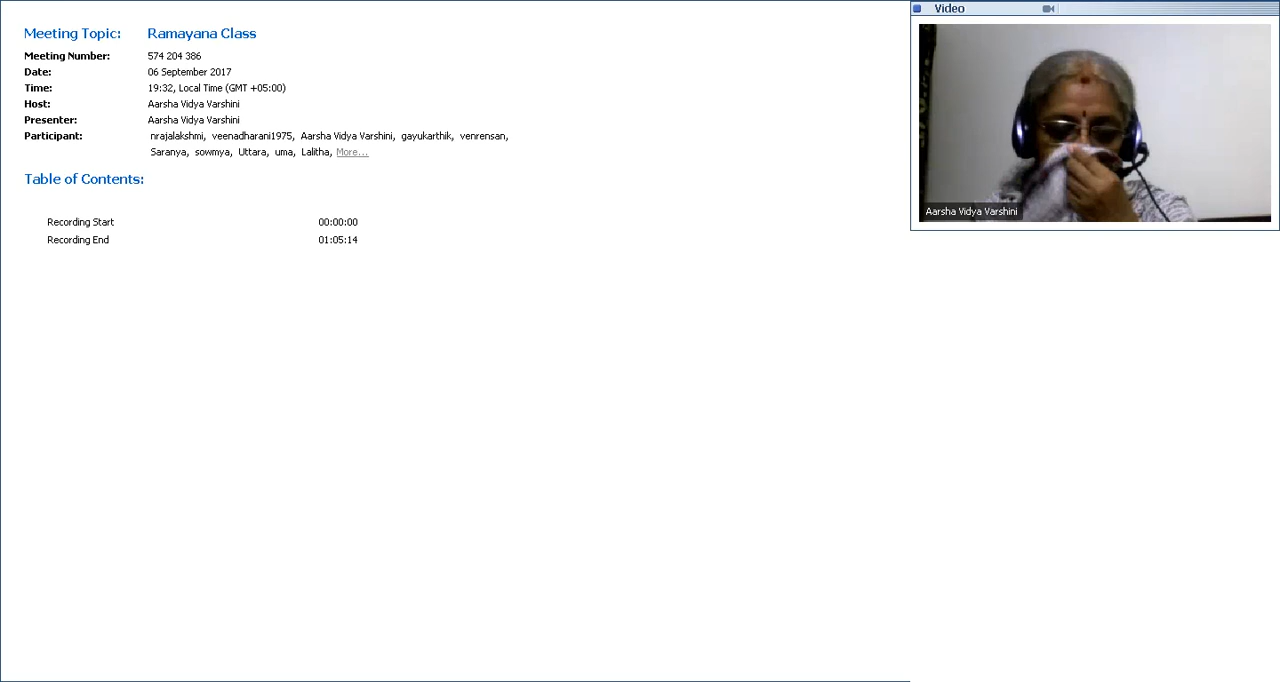 Meeting Topic: Ramayana Class
Meeting Number: 574 204 386
Date: 06 September 2017
Time: 19:32, Local Time (GMT +05:00)
Host: Aarsha Vidya Varshini
Presenter: Aarsha Vidya Varshini
Participant: nrajalakshmi, veenadharani1975, Aarsha Vidya Varshini, gayukarthik, venrensan,
Saranya, sowmya, Uttara, uma, Lalitha, More...
Table of Contents:
Recording Start 00:00:00
Recording End 01:05:14
Video
Aarsha Vidya Varshini